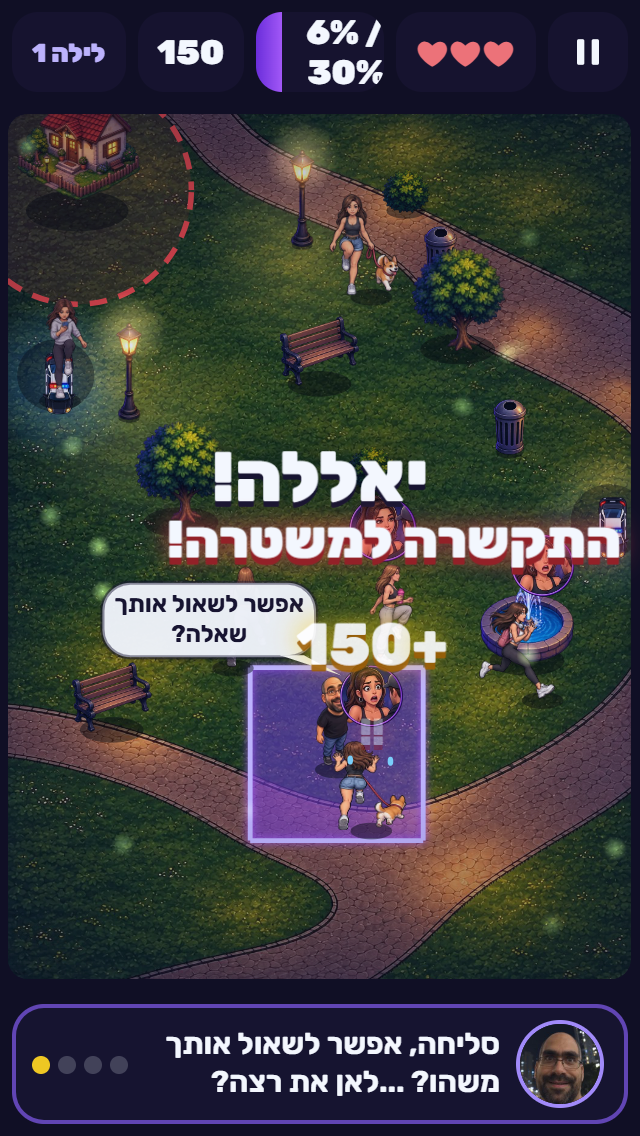 לילה 1
150
6% /
30%
יאללה!
התקשרה למשטרה!
אפשר לשאול אותך
שאלה?
150+
סליחה, אפשר לשאול אותך
משהו? ...לאן את רצה?